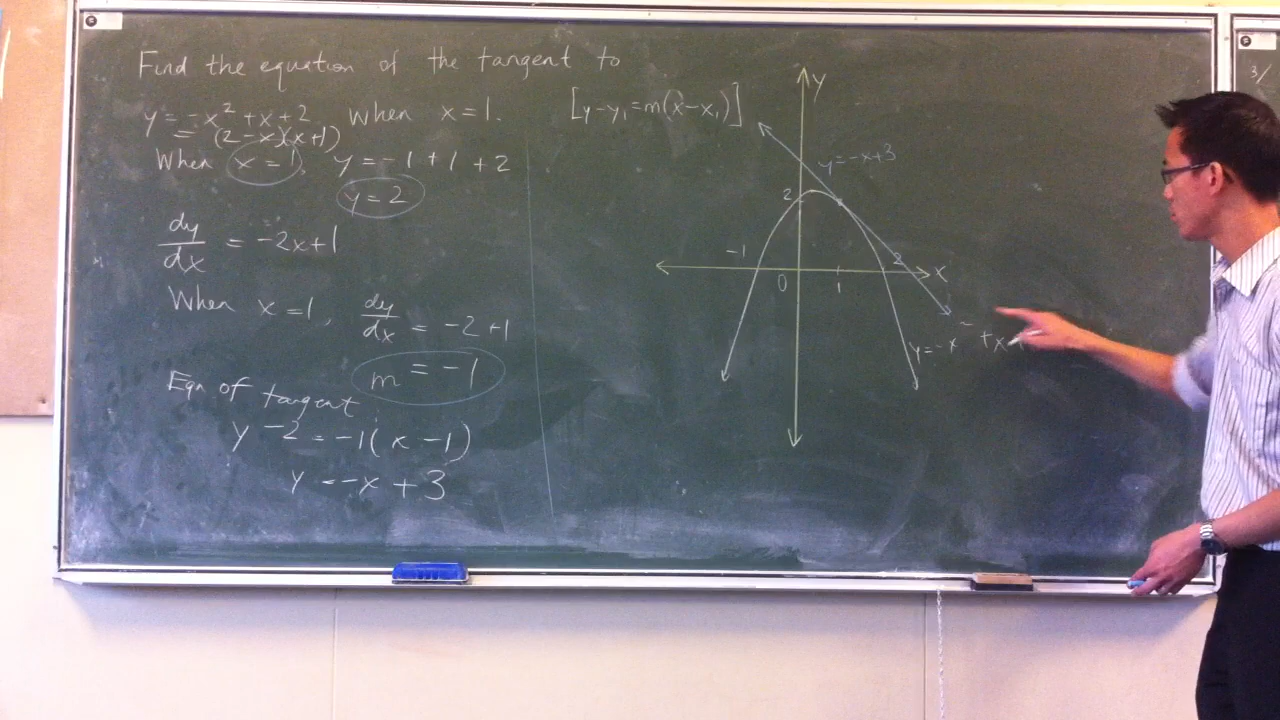 Find the equation of the tangent to
y = -x² + x + 2 when x = 1.
= (2-x)(x+1)
When x = 1, y = -1 + 1 + 2
y = 2
dy/dx = -2x+1
When x = 1, dy/dx = -2+1
m = -1
Eqn of tangent
y - 2 = -1(x - 1)
y = -x + 3
[y-y₁=m(x-x₁)]
y
y=-x+3
2
-1
2
x
0
1
y=-x⁻ +x
3/